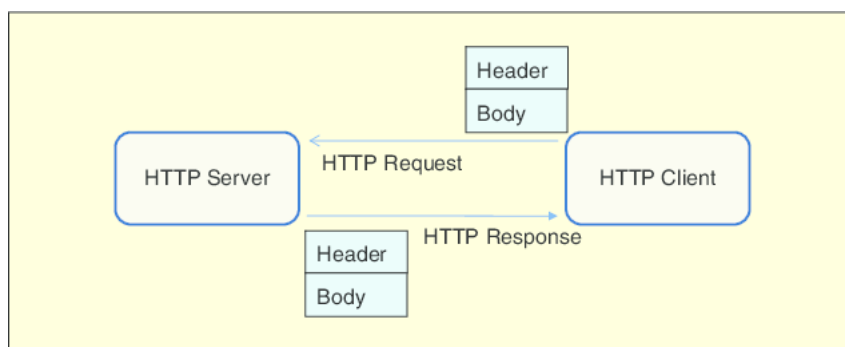 Header
Body
HTTP Request
HTTP Server
HTTP Client
HTTP Response
Header
Body